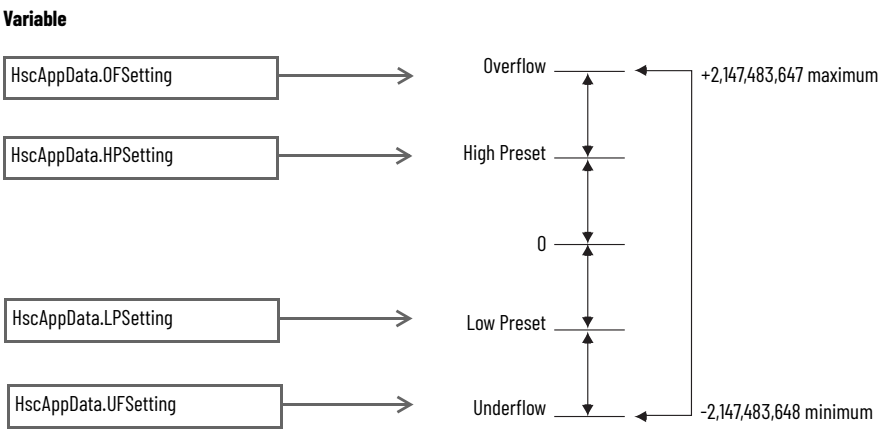 Variable
HscAppData.OFSetting
Overflow
+2,147,483,647 maximum
HscAppData.HPSetting
High Preset
0
HscAppData.LPSetting
Low Preset
HscAppData.UFSetting
Underflow
-2,147,483,648 minimum